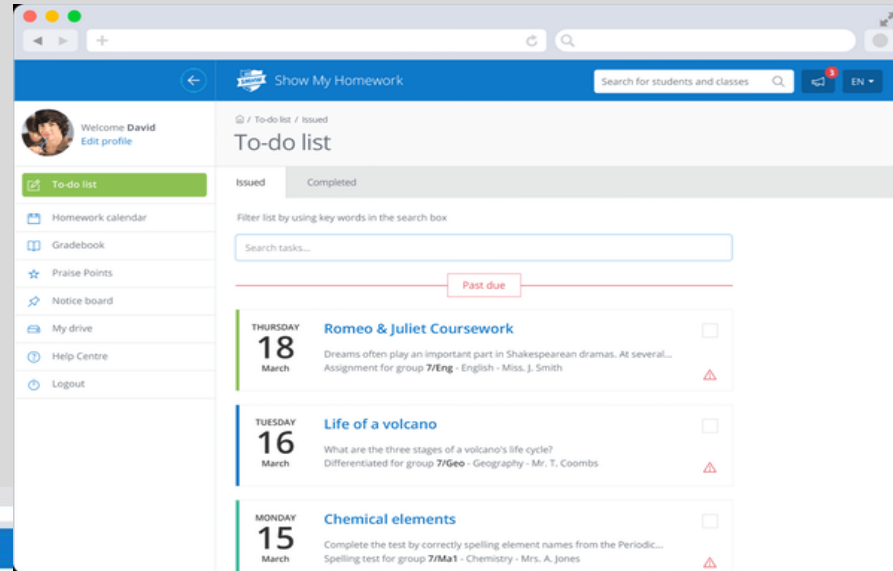 Show My Homework
Search for students and classes
3
EN
Welcome David
Edit profile
To-do list
Homework calendar
Gradebook
Praise Points
Notice board
My drive
Help Centre
Logout
/ To-do list / Issued
To-do list
Issued
Completed
Filter list by using key words in the search box
Search tasks...
Past due
THURSDAY
18
March
Romeo & Juliet Coursework
Dreams often play an important part in Shakespearean dramas. At several...
Assignment for group 7/Eng - English - Miss. J. Smith
TUESDAY
16
March
Life of a volcano
What are the three stages of a volcano's life cycle?
Differentiated for group 7/Geo - Geography - Mr. T. Coombs
MONDAY
15
March
Chemical elements
Complete the test by correctly spelling element names from the Periodic...
Spelling test for group 7/Ma1 - Chemistry - Mrs. A. Jones